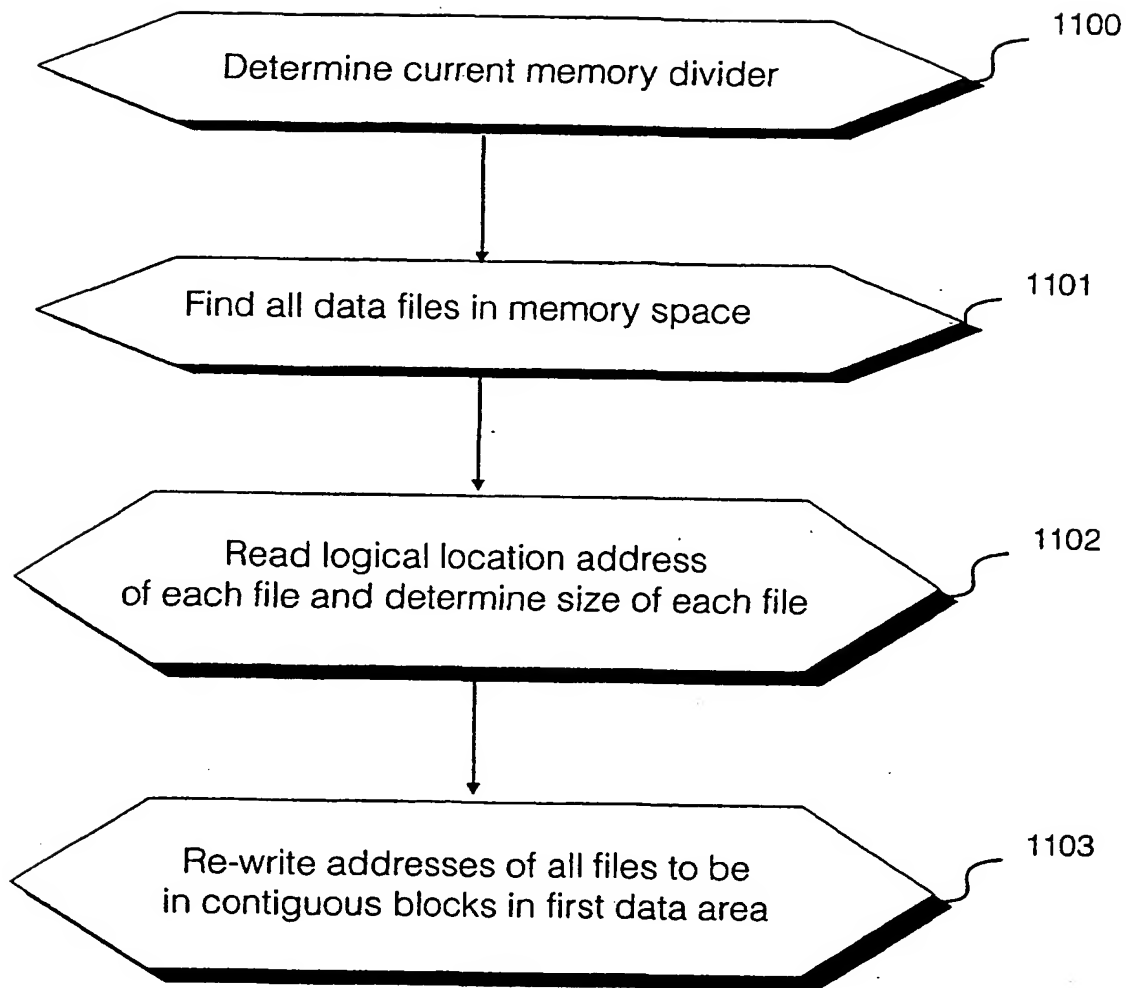 1100
Determine current memory divider
1101
Find all data files in memory space
1102
Read logical location address
of each file and determine size of each file
1103
Re-write addresses of all files to be
in contiguous blocks in first data area